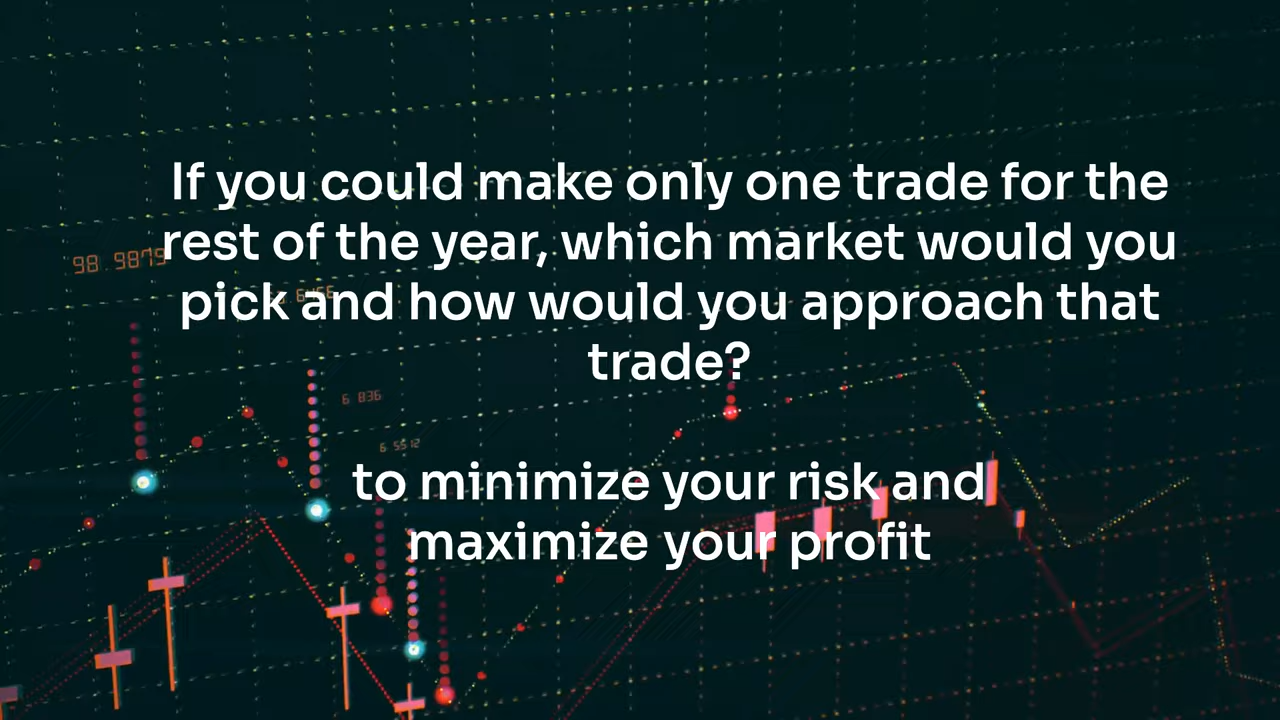 If you could make only one trade for the
rest of the year, which market would you
98.9879
pick and how would you approach that
trade?
6 836
6 5512
to minimize your risk and
maximize your profit